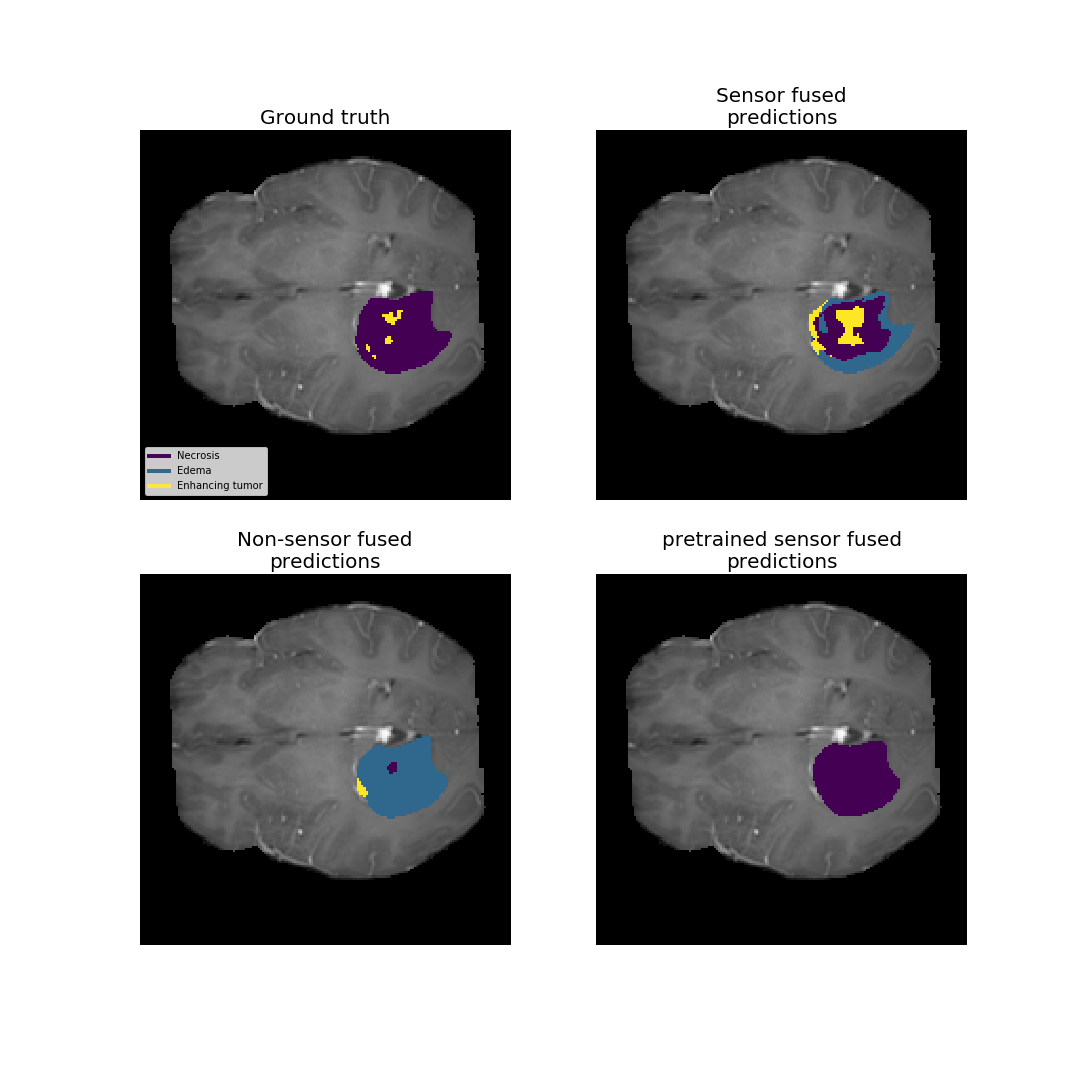 Ground truth
Sensor fused
predictions
Necrosis
Edema
Enhancing tumor
Non-sensor fused
predictions
pretrained sensor fused
predictions